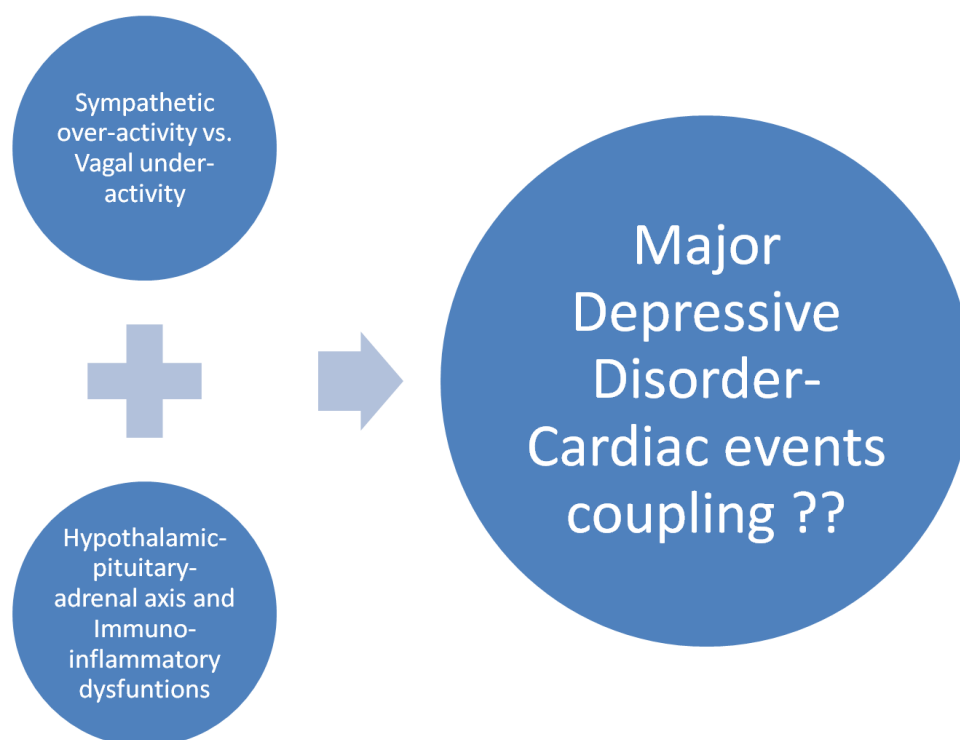 Sympathetic
over-activity vs.
Vagal under-
activity
Hypothalamic-
pituitary-
adrenal axis and
Immuno-
inflammatory
dysfuntions
Major
Depressive
Disorder-
Cardiac events
coupling ??